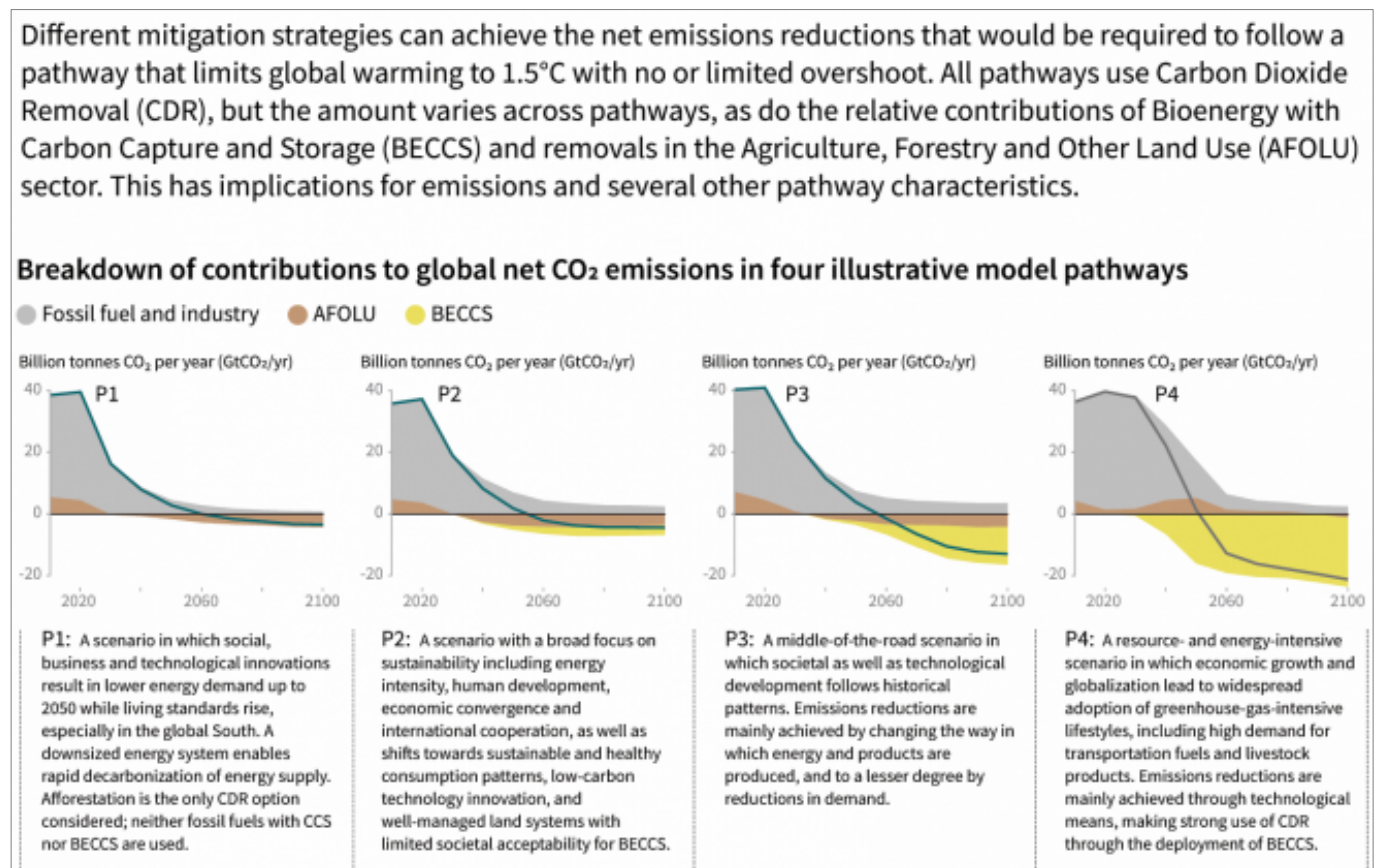 Different mitigation strategies can achieve the net emissions reductions that would be required to follow a
pathway that limits global warming to 1.5°C with no or limited overshoot. All pathways use Carbon Dioxide
Removal (CDR), but the amount varies across pathways, as do the relative contributions of Bioenergy with
Carbon Capture and Storage (BECCS) and removals in the Agriculture, Forestry and Other Land Use (AFOLU)
sector. This has implications for emissions and several other pathway characteristics.
Breakdown of contributions to global net CO₂ emissions in four illustrative model pathways
Fossil fuel and industry
AFOLU
BECCS
Billion tonnes CO₂ per year (GtCO₂/yr)
P1
40
20
0
-20
2020
2060
2100
P1: A scenario in which social,
business and technological innovations
result in lower energy demand up to
2050 while living standards rise,
especially in the global South. A
downsized energy system enables
rapid decarbonization of energy supply.
Afforestation is the only CDR option
considered; neither fossil fuels with CCS
nor BECCS are used.
Billion tonnes CO₂ per year (GtCO₂/yr)
P2
40
20
0
-20
2020
2060
2100
P2: A scenario with a broad focus on
sustainability including energy
intensity, human development,
economic convergence and
international cooperation, as well as
shifts towards sustainable and healthy
consumption patterns, low-carbon
technology innovation, and
well-managed land systems with
limited societal acceptability for BECCS.
Billion tonnes CO₂ per year (GtCO₂/yr)
P3
40
20
0
-20
2020
2060
2100
P3: A middle-of-the-road scenario in
which societal as well as technological
development follows historical
patterns. Emissions reductions are
mainly achieved by changing the way in
which energy and products are
produced, and to a lesser degree by
reductions in demand.
Billion tonnes CO₂ per year (GtCO₂/yr)
P4
40
20
0
-20
2020
2060
2100
P4: A resource- and energy-intensive
scenario in which economic growth and
globalization lead to widespread
adoption of greenhouse-gas-intensive
lifestyles, including high demand for
transportation fuels and livestock
products. Emissions reductions are
mainly achieved through technological
means, making strong use of CDR
through the deployment of BECCS.